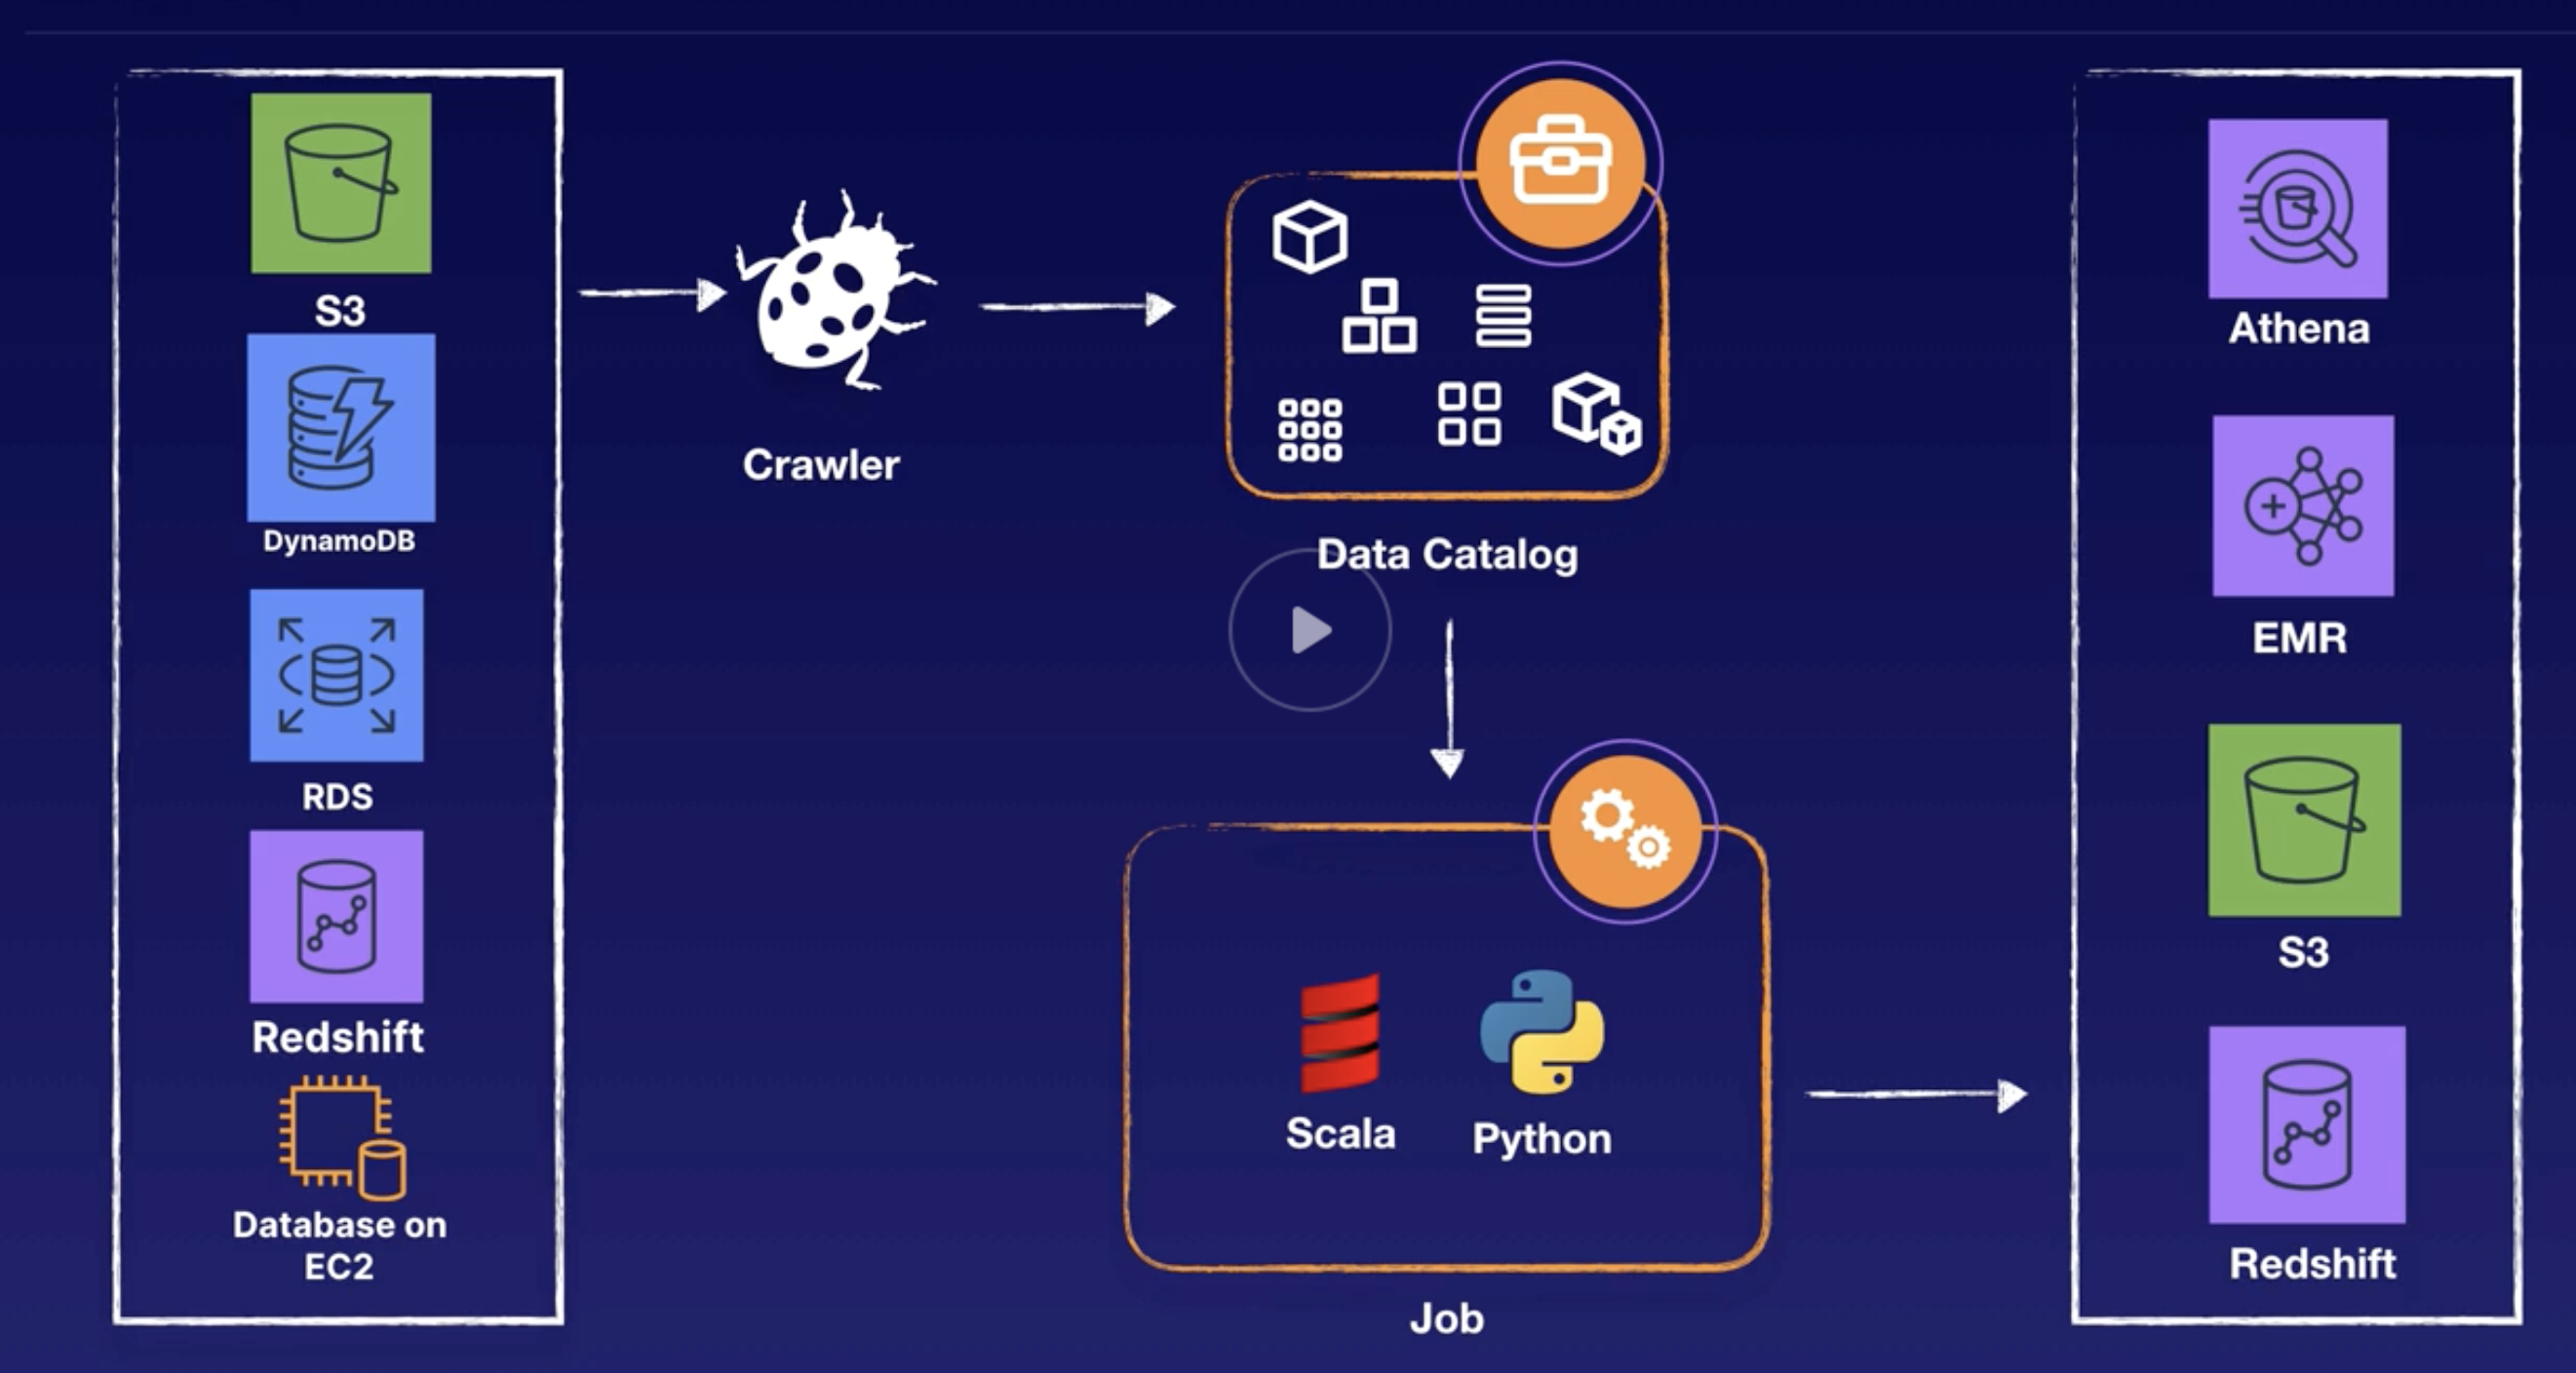 S3
DynamoDB
RDS
Redshift
Database on
EC2
Crawler
Data Catalog
Scala
Python
Job
Athena
EMR
S3
Redshift